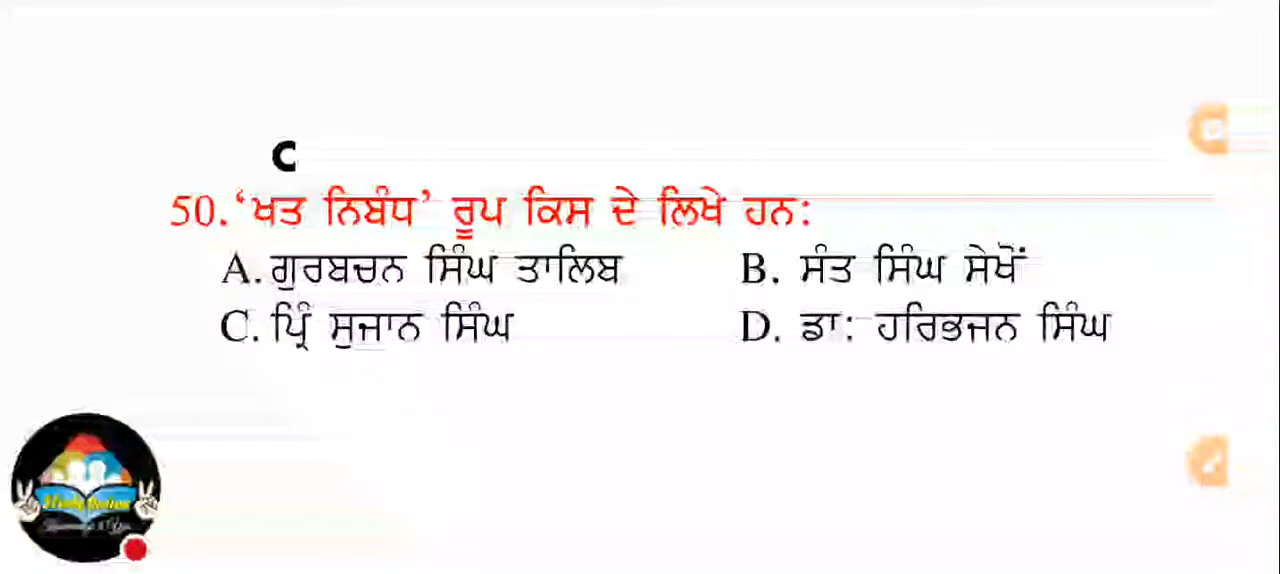 C
50. ‘ਖਤ ਨਿਬੰਧ’ ਰੂਪ ਕਿਸ ਦੇ ਲਿਖੇ ਹਨ:
A. ਗੁਰਬਚਨ ਸਿੰਘ ਤਾਲਿਬ B. ਸੰਤ ਸਿੰਘ ਸੇਖੋਂ
C. ਪ੍ਰਿੰ ਸੁਜਾਨ ਸਿੰਘ D. ਡਾ: ਹਰਿਭਜਨ ਸਿੰਘ